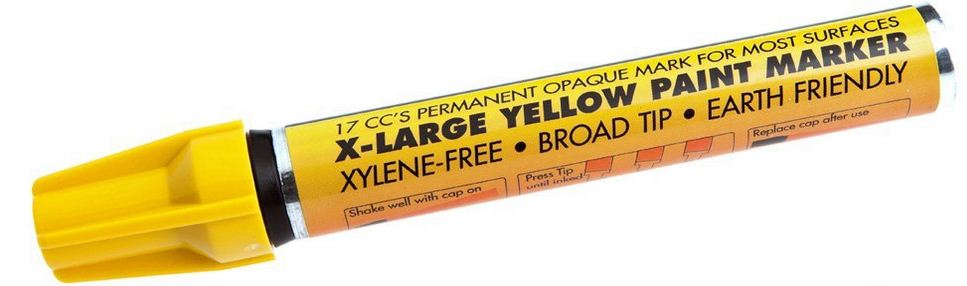 17 CC'S PERMANENT OPAQUE MARK FOR MOST SURFACES
X-LARGE YELLOW PAINT MARKER
XYLENE-FREE • BROAD TIP • EARTH FRIENDLY
Shake well with cap on
Press Tip
until inked
Replace cap after use